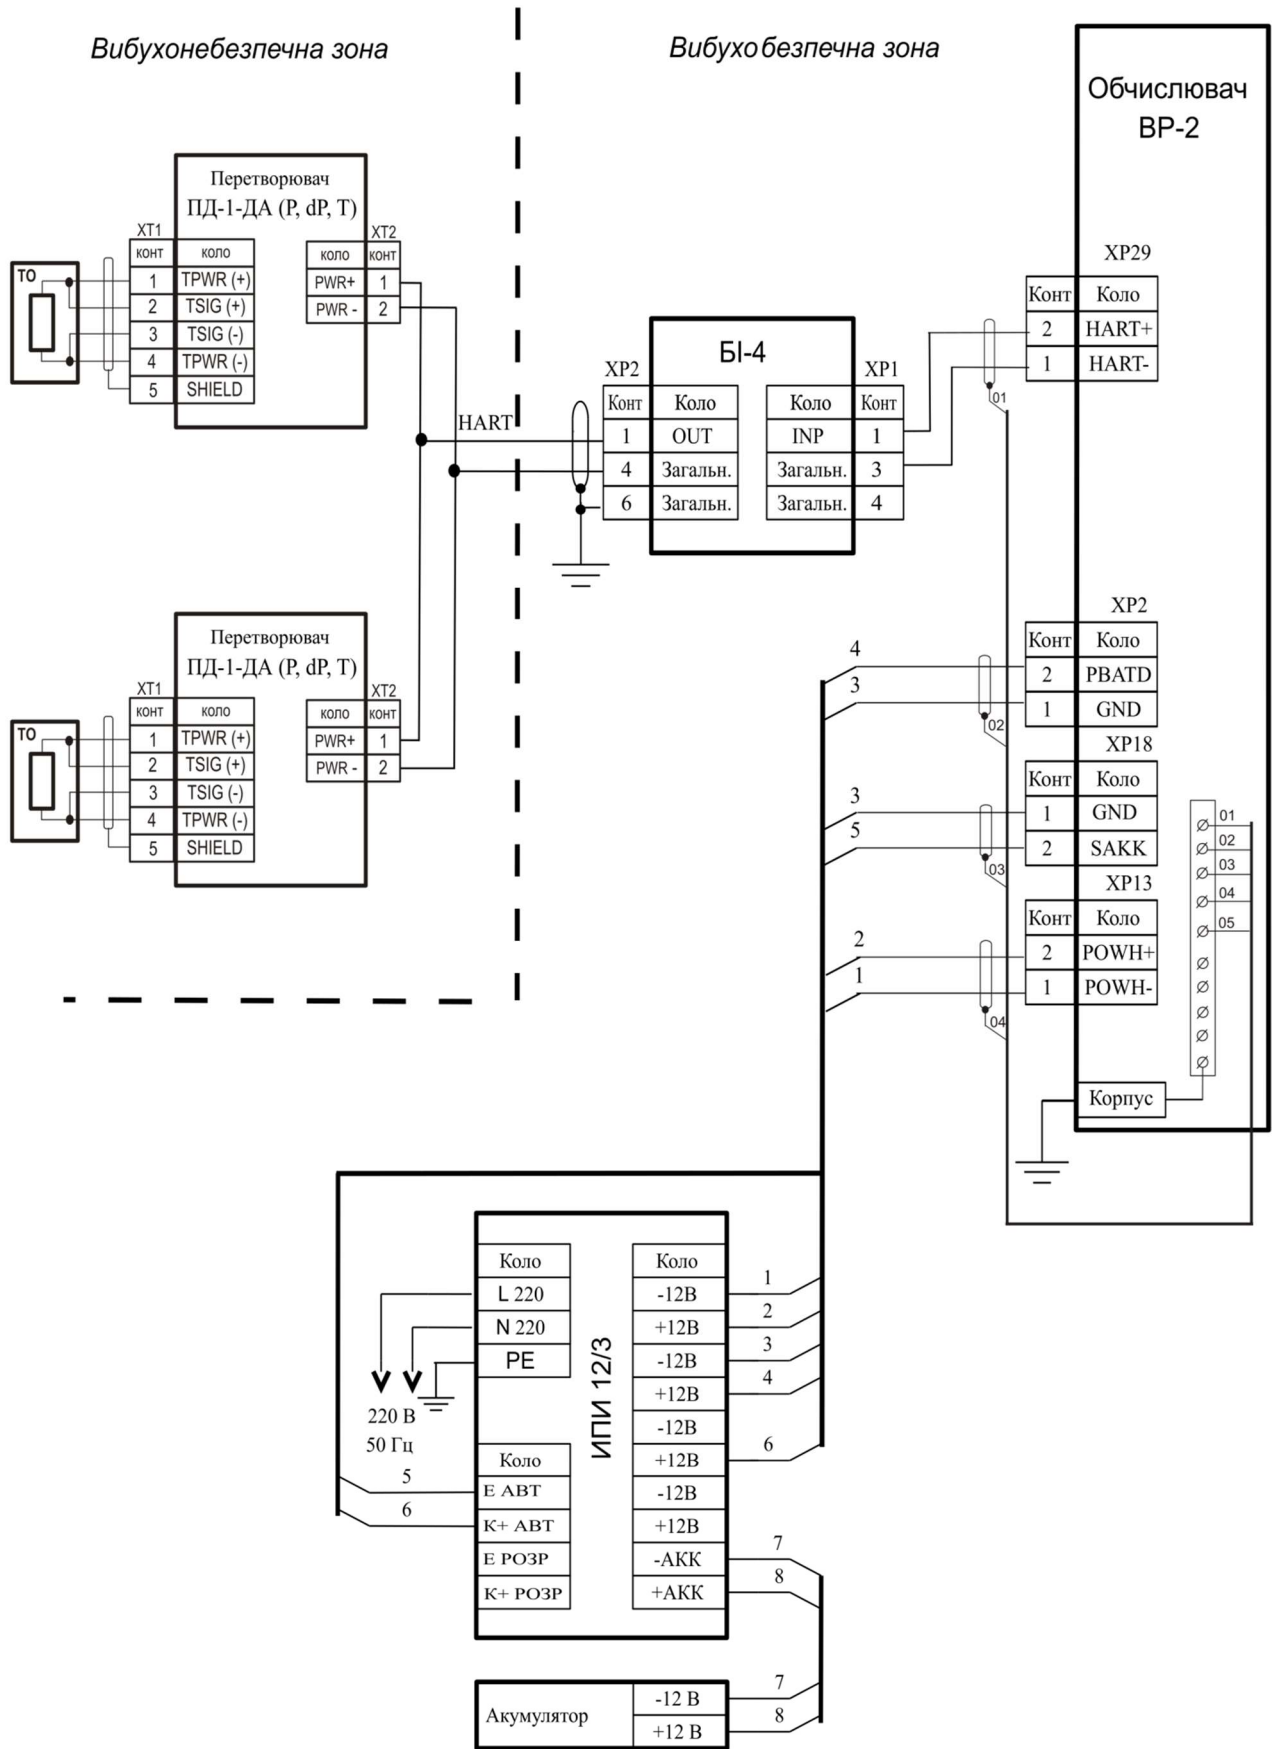 Вибухонебезпечна зона
Вибухобезпечна зона
Обчислювач
ВР-2
Перетворювач
ПД-1-ДА (P, dP, T)
XT1
XT2
конт коло
коло конт
ТО
1 TPWR (+)
PWR+ 1
2 TSIG (+)
PWR - 2
3 TSIG (-)
4 TPWR (-)
5 SHIELD
HART
БІ-4
XP2
XP1
Конт Коло
Коло Конт
1 OUT
INP 1
4 Загальн.
Загальн. 3
6 Загальн.
Загальн. 4
XP29
Конт Коло
2 HART+
1 HART-
01
Перетворювач
ПД-1-ДА (P, dP, T)
XT1
XT2
конт коло
коло конт
ТО
1 TPWR (+)
PWR+ 1
2 TSIG (+)
PWR - 2
3 TSIG (-)
4 TPWR (-)
5 SHIELD
XP2
Конт Коло
4
2 PBATD
3
1 GND
02
XP18
Конт Коло
3
1 GND
5
2 SAKK
03
XP13
Конт Коло
2
2 POWH+
1
1 POWH-
04
01
02
03
04
05
Корпус
ИПИ 12/3
Коло
L 220
N 220
PE
220 В
50 Гц
Коло
5
Е АВТ
6
К+ АВТ
Е РОЗР
К+ РОЗР
Коло
-12В 1
+12В 2
-12В 3
+12В 4
-12В
+12В 6
-12В
+12В
-АКК 7
+АКК 8
Акумулятор
-12 В 7
+12 В 8